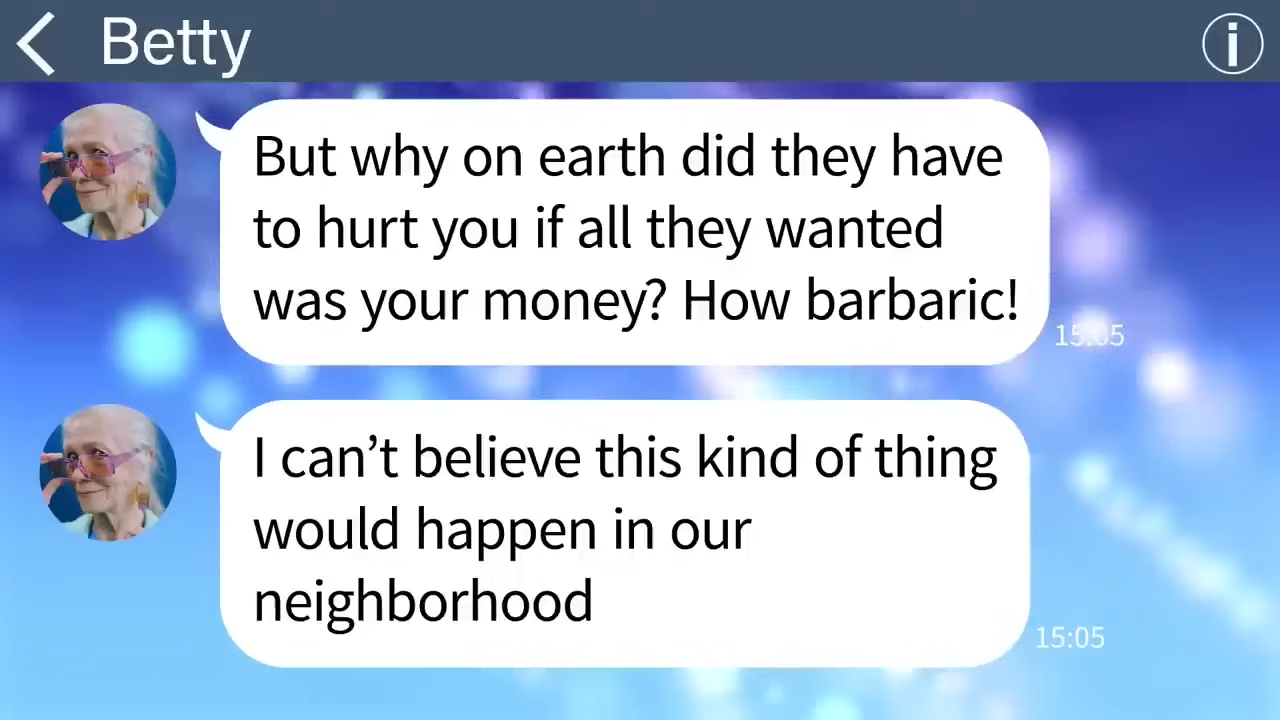 Betty
i
But why on earth did they have
to hurt you if all they wanted
was your money? How barbaric!
15:05
I can’t believe this kind of thing
would happen in our
neighborhood
15:05